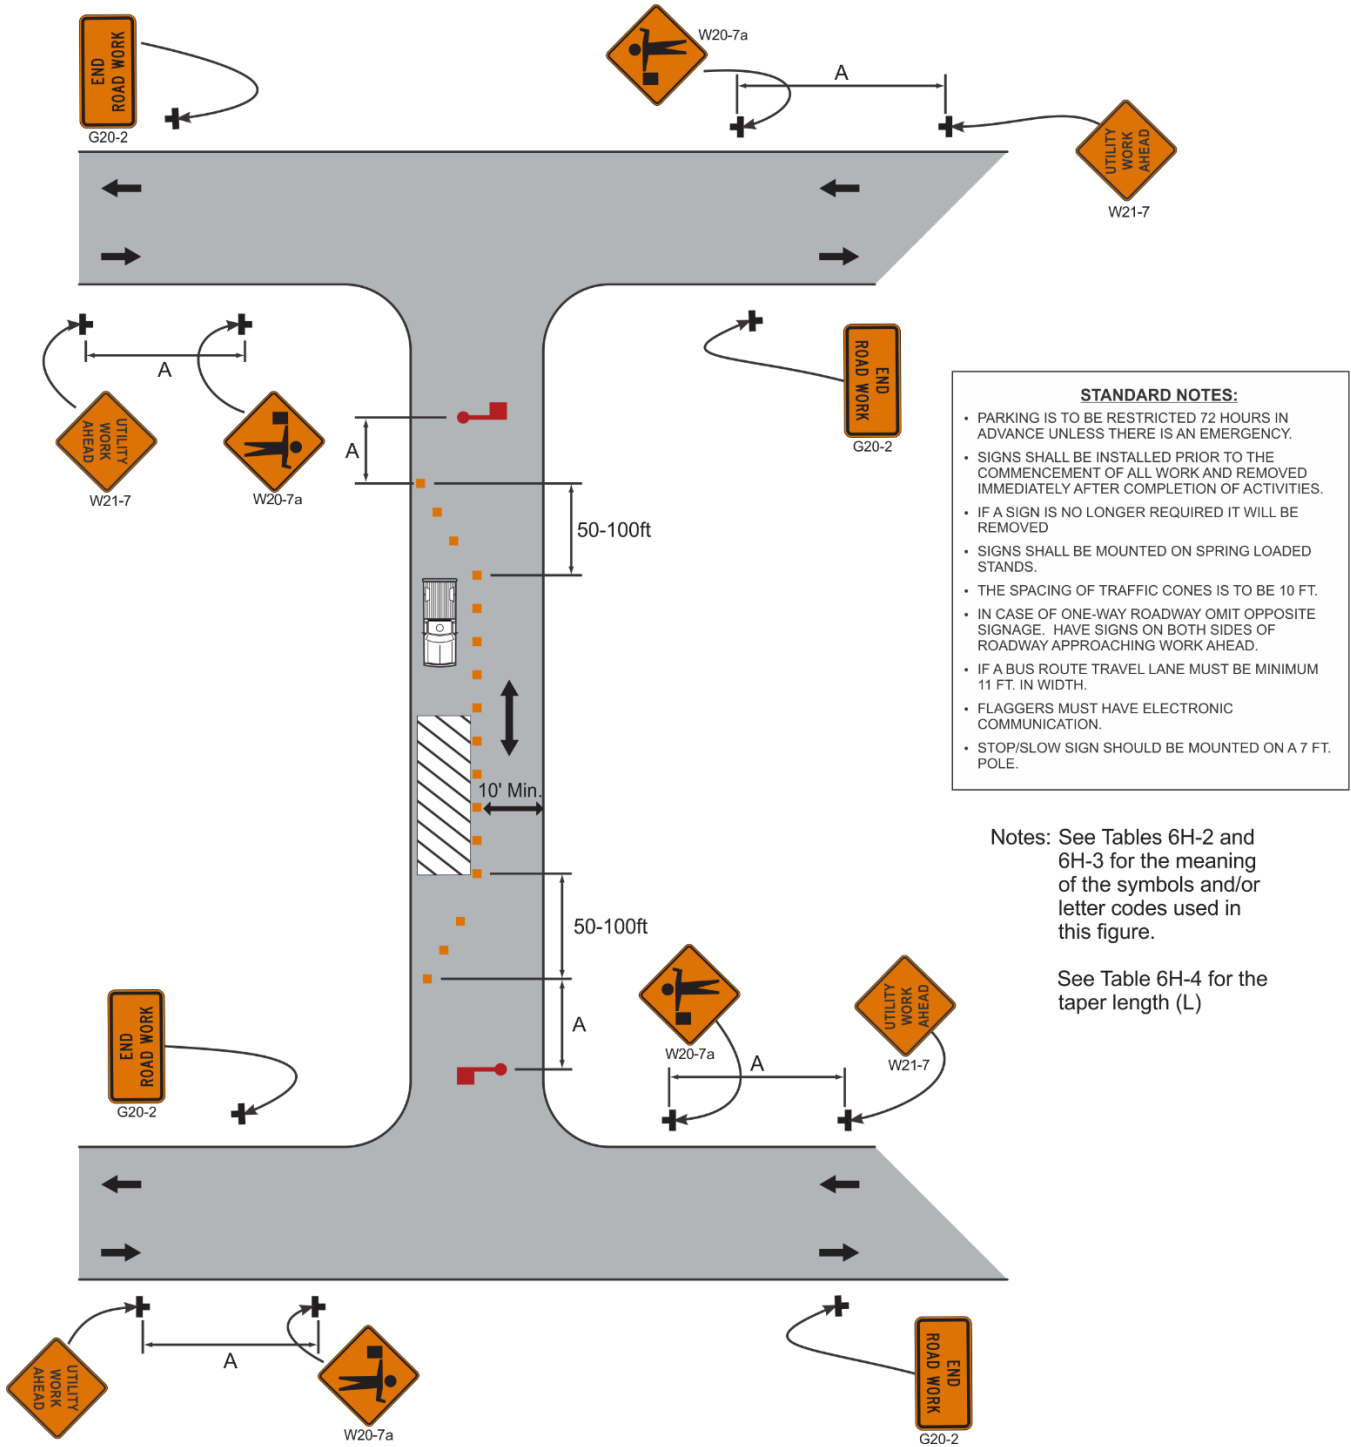 END
ROAD WORK
G20-2
W20-7a
A
UTILITY
WORK
AHEAD
W21-7
A
UTILITY
WORK
AHEAD
W21-7
W20-7a
END
ROAD WORK
G20-2
A
50-100ft
STANDARD NOTES:
• PARKING IS TO BE RESTRICTED 72 HOURS IN
ADVANCE UNLESS THERE IS AN EMERGENCY.
• SIGNS SHALL BE INSTALLED PRIOR TO THE
COMMENCEMENT OF ALL WORK AND REMOVED
IMMEDIATELY AFTER COMPLETION OF ACTIVITIES.
• IF A SIGN IS NO LONGER REQUIRED IT WILL BE
REMOVED
• SIGNS SHALL BE MOUNTED ON SPRING LOADED
STANDS.
• THE SPACING OF TRAFFIC CONES IS TO BE 10 FT.
• IN CASE OF ONE-WAY ROADWAY OMIT OPPOSITE
SIGNAGE. HAVE SIGNS ON BOTH SIDES OF
ROADWAY APPROACHING WORK AHEAD.
• IF A BUS ROUTE TRAVEL LANE MUST BE MINIMUM
11 FT. IN WIDTH.
• FLAGGERS MUST HAVE ELECTRONIC
COMMUNICATION.
• STOP/SLOW SIGN SHOULD BE MOUNTED ON A 7 FT.
POLE.
10' Min.
Notes: See Tables 6H-2 and
6H-3 for the meaning
of the symbols and/or
letter codes used in
this figure.
See Table 6H-4 for the
taper length (L)
50-100ft
A
END
ROAD WORK
G20-2
W20-7a
A
UTILITY
WORK
AHEAD
W21-7
UTILITY
WORK
AHEAD
A
W20-7a
END
ROAD WORK
G20-2